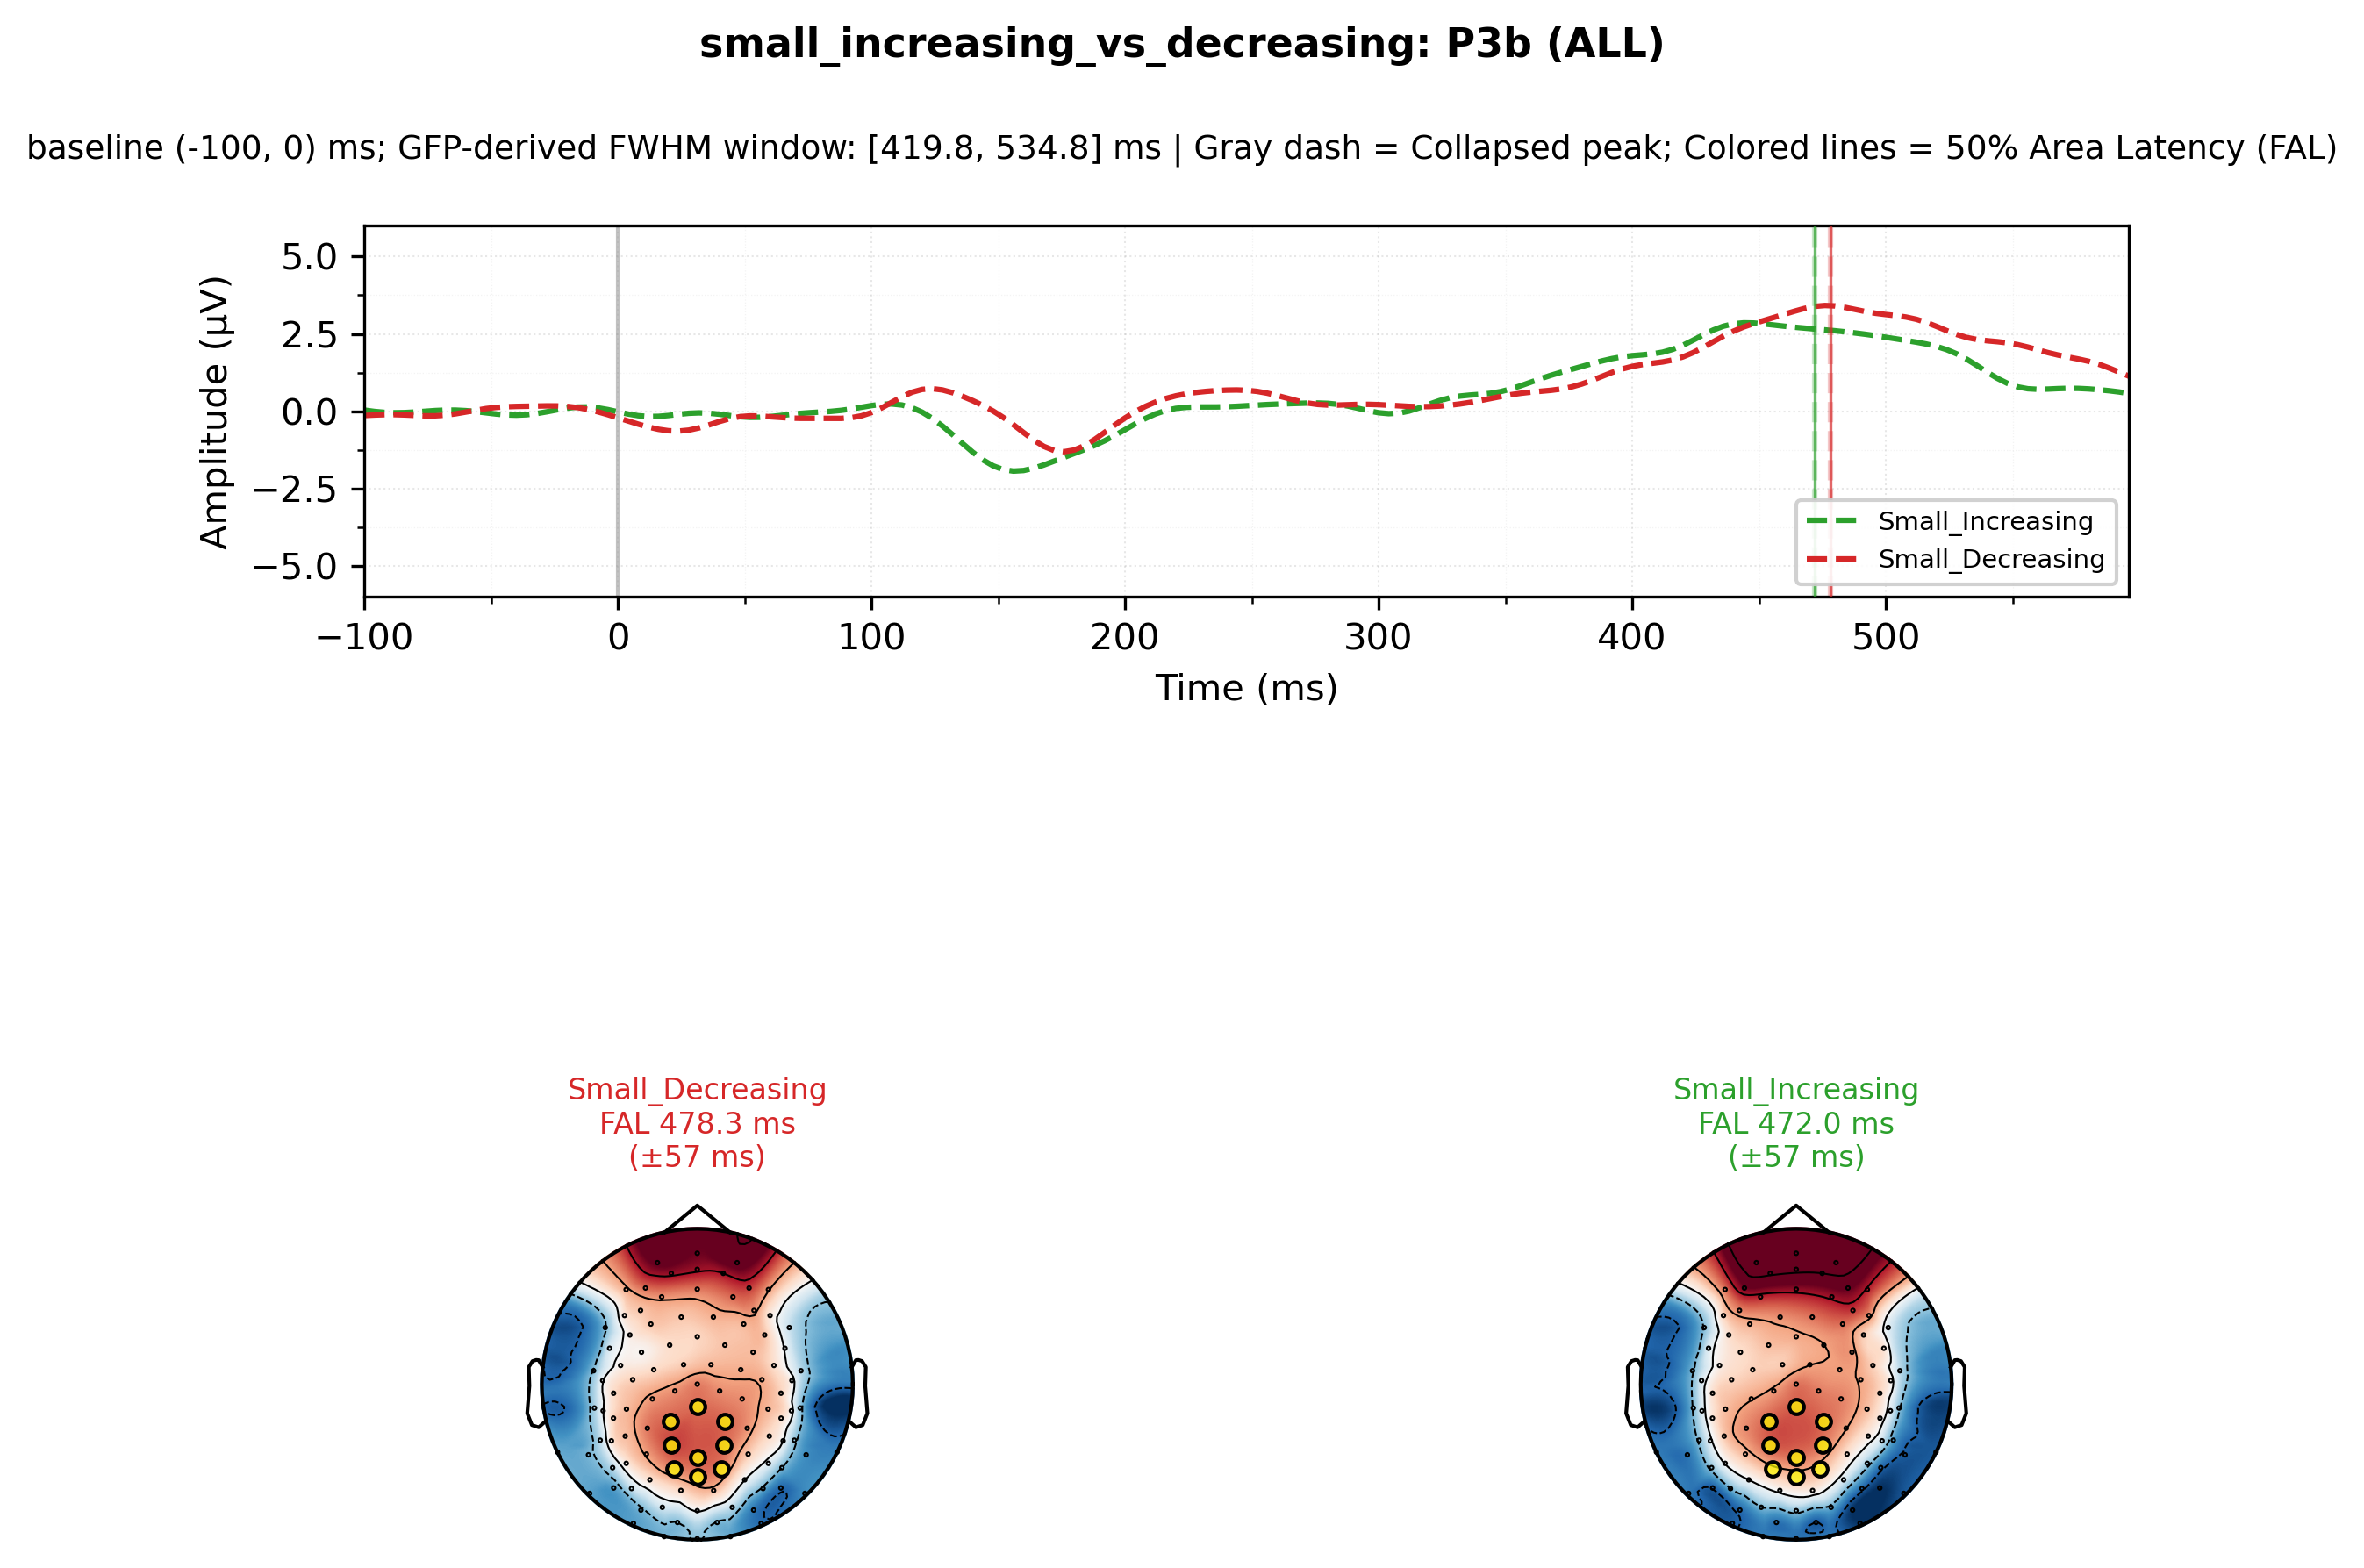 small_increasing_vs_decreasing: P3b (ALL)
baseline (-100, 0) ms; GFP-derived FWHM window: [419.8, 534.8] ms | Gray dash = Collapsed peak; Colored lines = 50% Area Latency (FAL)
Amplitude (µV)
5.0
2.5
0.0
−2.5
−5.0
Small_Increasing
Small_Decreasing
−100 0 100 200 300 400 500
Time (ms)
Small_Decreasing
FAL 478.3 ms
(±57 ms)
Small_Increasing
FAL 472.0 ms
(±57 ms)